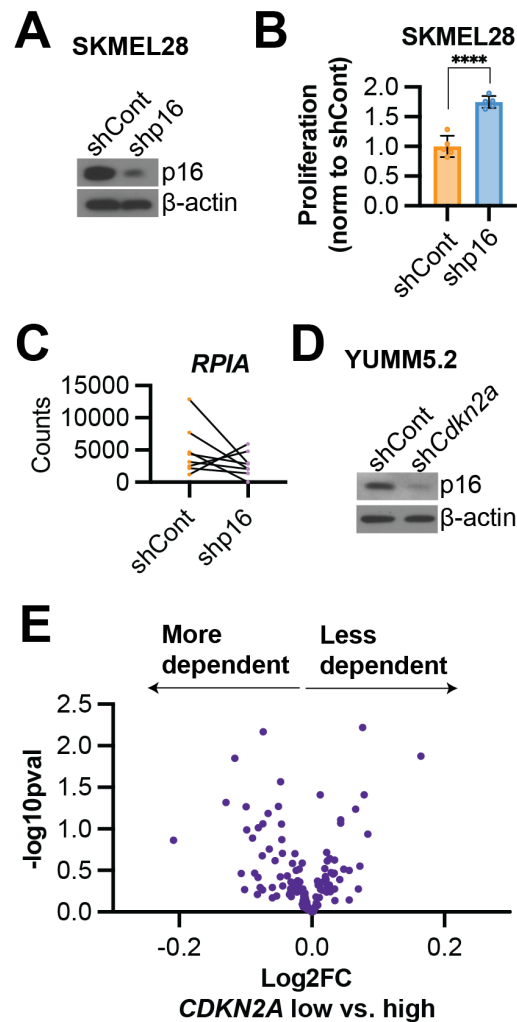 A
SKMEL28
shCont
shp16
p16
β-actin
B
SKMEL28
****
Proliferation
(norm to shCont)
2.0
1.5
1.0
0.5
0.0
shCont
shp16
C
RPIA
Counts
15000
10000
5000
0
shCont
shp16
D
YUMM5.2
shCont
shCdkn2a
p16
β-actin
E
More
dependent
Less
dependent
-log10pval
2.5
2.0
1.5
1.0
0.5
0.0
-0.2
0.0
0.2
Log2FC
CDKN2A low vs. high